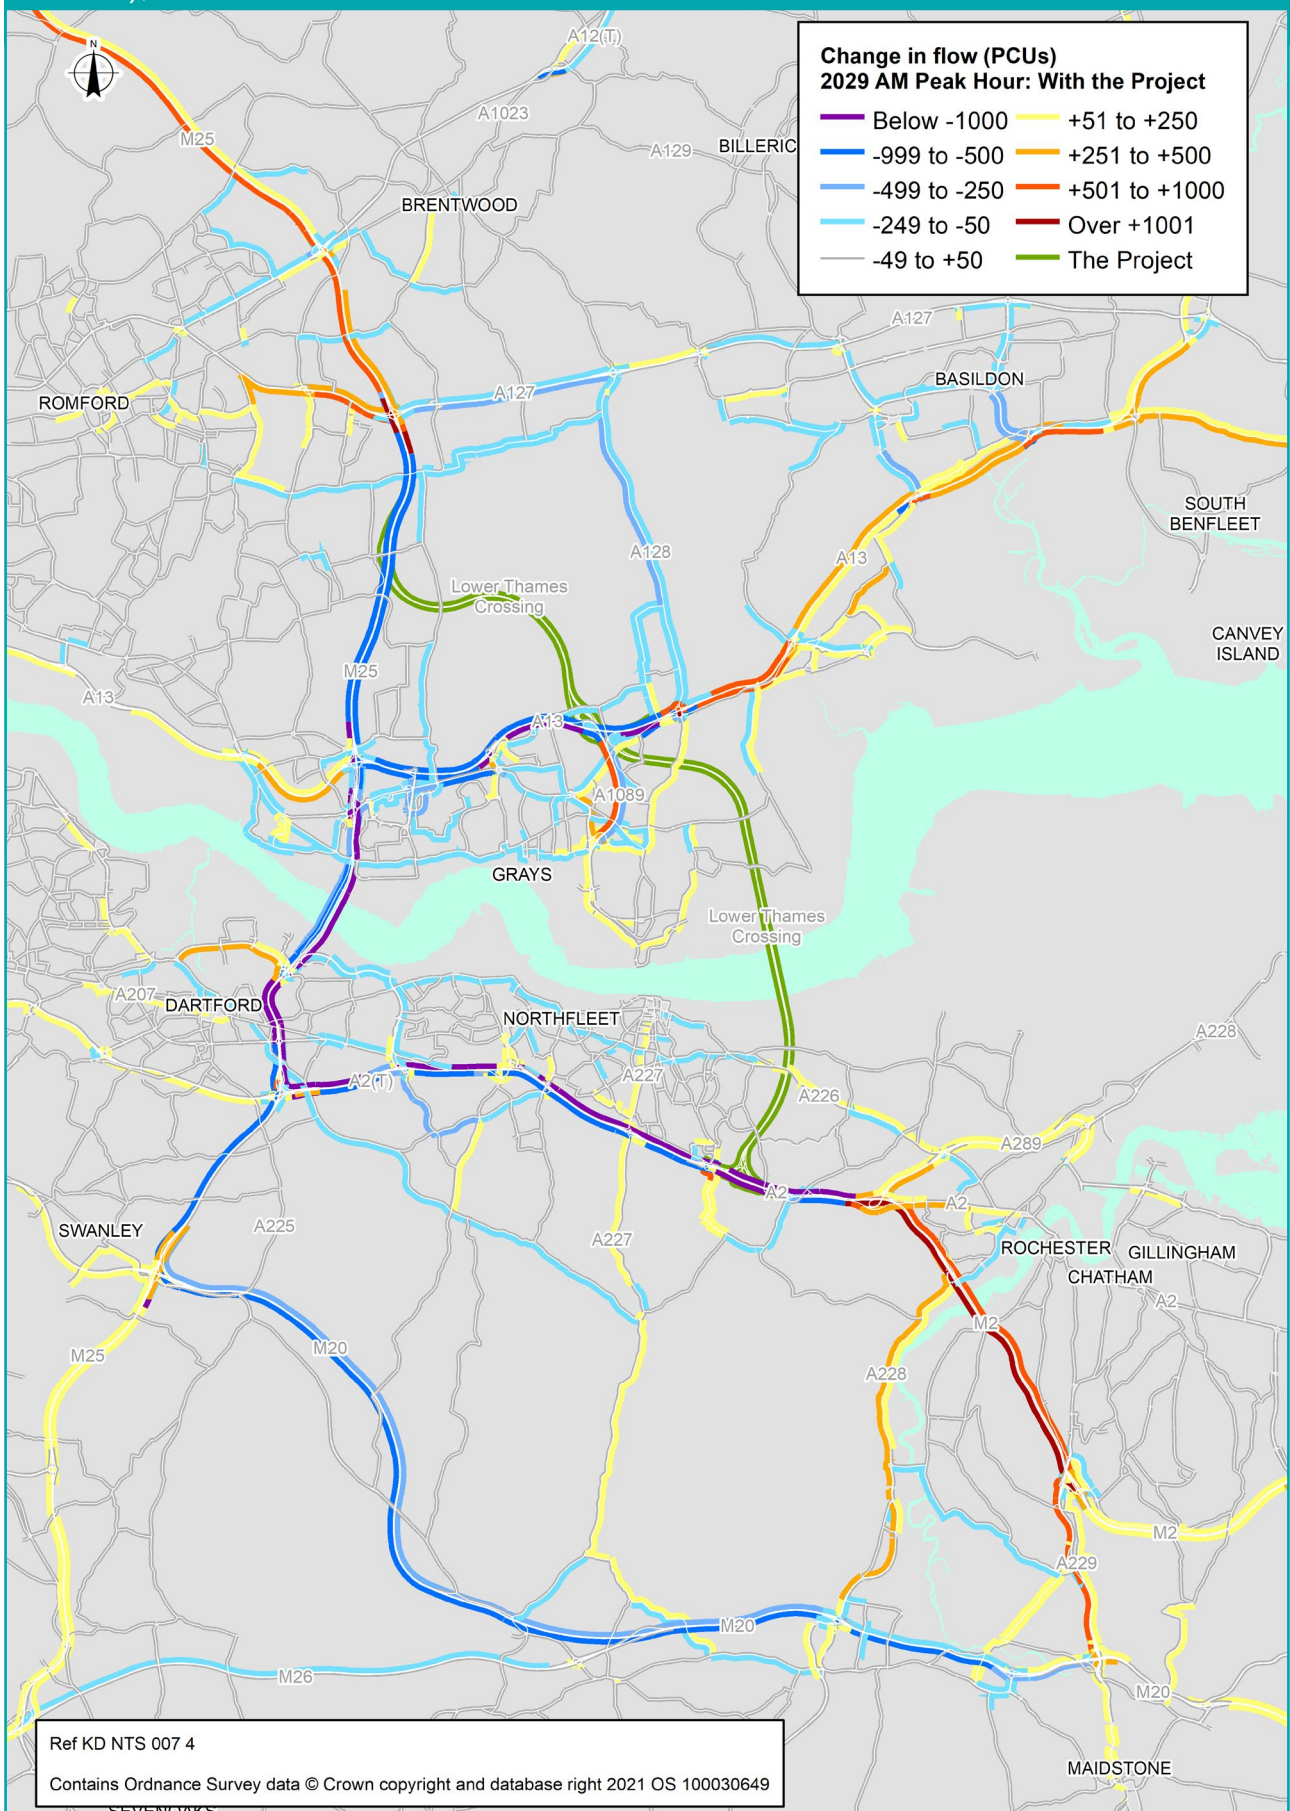 A12(T)
N
Change in flow (PCUs)
2029 AM Peak Hour: With the Project
Below -1000
+51 to +250
-999 to -500
+251 to +500
-499 to -250
+501 to +1000
-249 to -50
Over +1001
-49 to +50
The Project
A1023
M25
A129
BILLERIC
BRENTWOOD
A127
BASILDON
A127
ROMFORD
SOUTH
BENFLEET
A128
A13
Lower Thames
Crossing
CANVEY
ISLAND
M25
A13
A13
A1089
GRAYS
Lower Thames
Crossing
A207
DARTFORD
NORTHFLEET
A228
A2(T)
A227
A226
A289
A2
A2
SWANLEY
A225
A227
ROCHESTER
GILLINGHAM
CHATHAM
A2
M2
M25
M20
A228
M2
A229
M20
M26
M20
MAIDSTONE
Ref KD NTS 007 4
Contains Ordnance Survey data © Crown copyright and database right 2021 OS 100030649